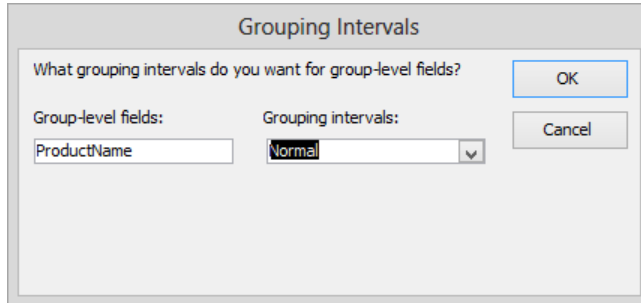 Grouping Intervals
What grouping intervals do you want for group-level fields?
OK
Group-level fields:
Grouping intervals:
Cancel
ProductName
Normal